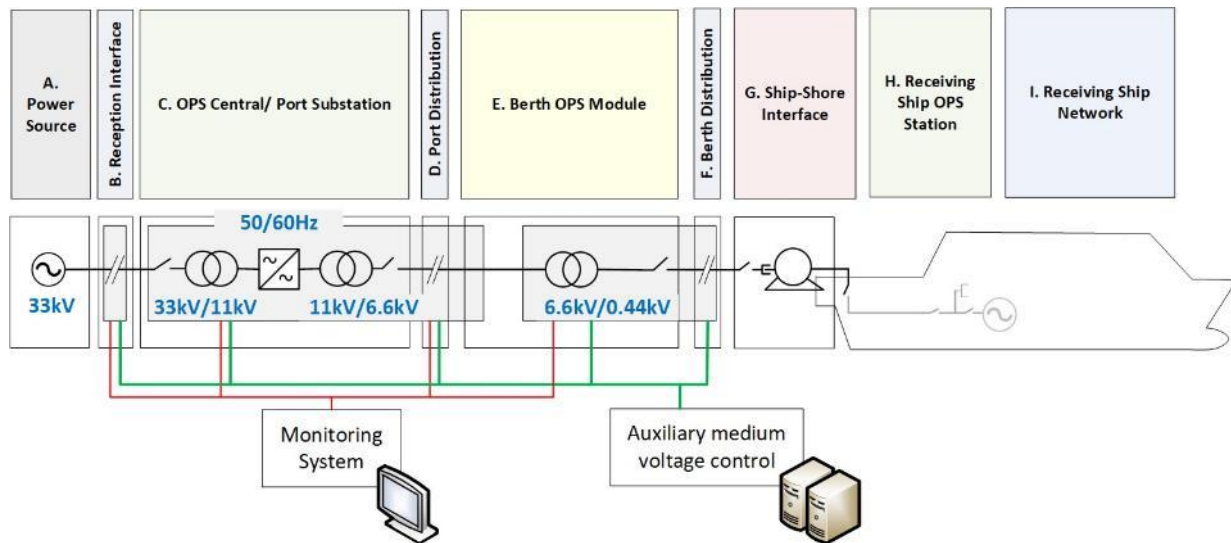 A.
Power
Source
B. Reception Interface
C. OPS Central/ Port Substation
D. Port Distribution
E. Berth OPS Module
F. Berth Distribution
G. Ship-Shore
Interface
H. Receiving
Ship OPS
Station
I. Receiving Ship
Network
50/60Hz
33kV
33kV/11kV
11kV/6.6kV
6.6kV/0.44kV
Monitoring
System
Auxiliary medium
voltage control